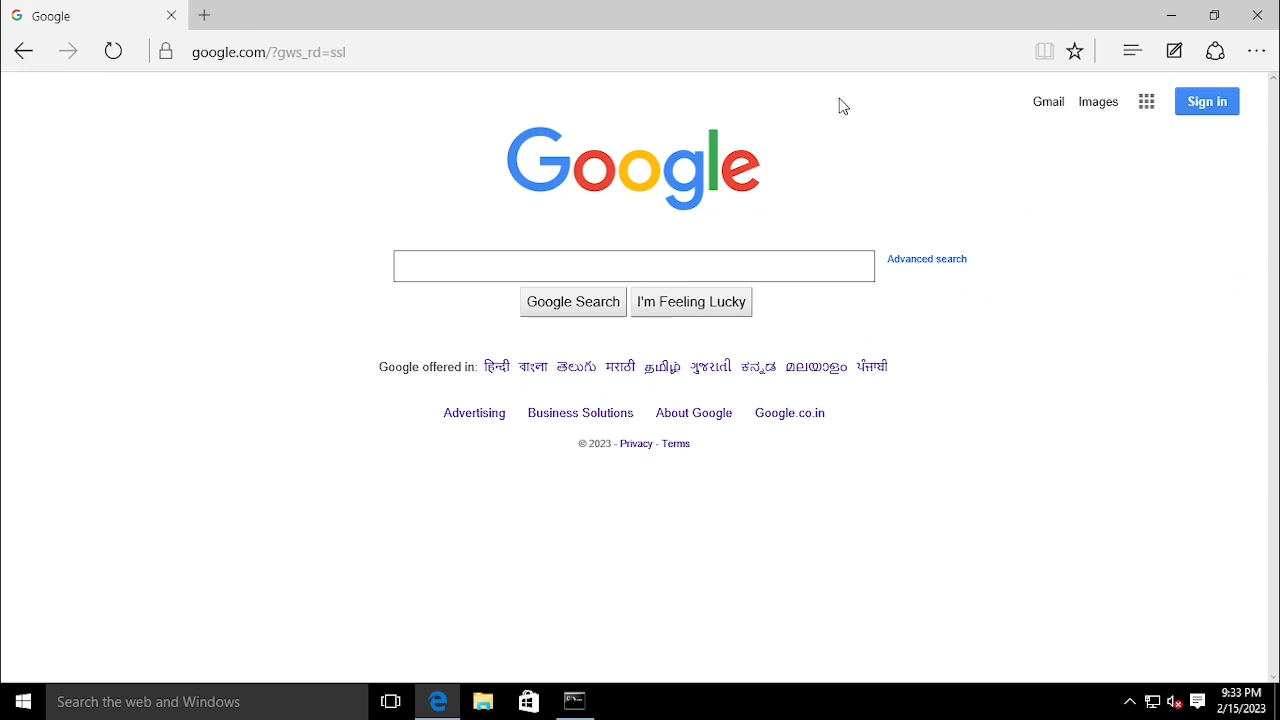 Google
google.com/?gws_rd=ssl
Gmail Images Sign in
Google
Advanced search
Google Search I'm Feeling Lucky
Google offered in: हिन्दी বাংলা తెలుగు मराठी தமிழ் ગુજરાતી ಕನ್ನಡ മലയാളം ਪੰਜਾਬੀ
Advertising Business Solutions About Google Google.co.in
© 2023 - Privacy - Terms
Search the web and Windows
9:33 PM
2/15/2023